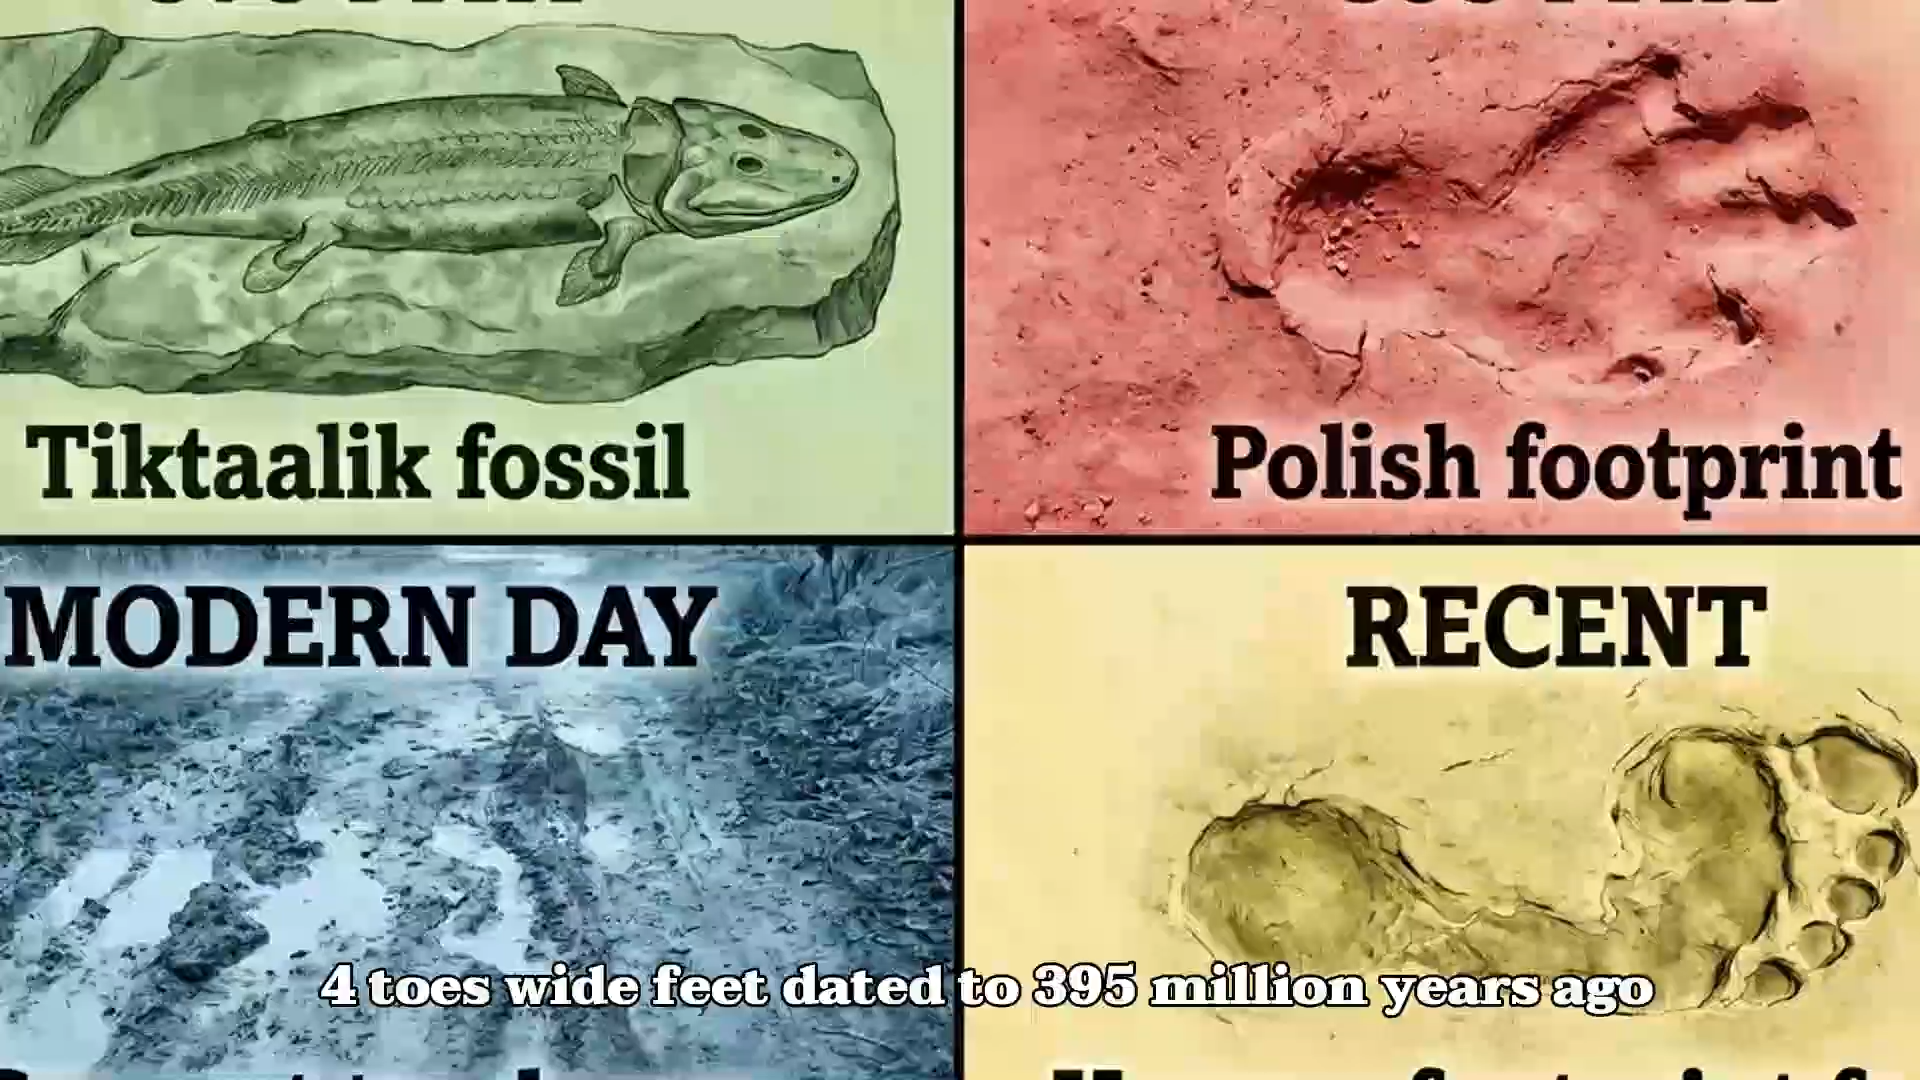 Tiktaalik fossil
Polish footprint
MODERN DAY
RECENT
4 toes wide feet dated to 395 million years ago